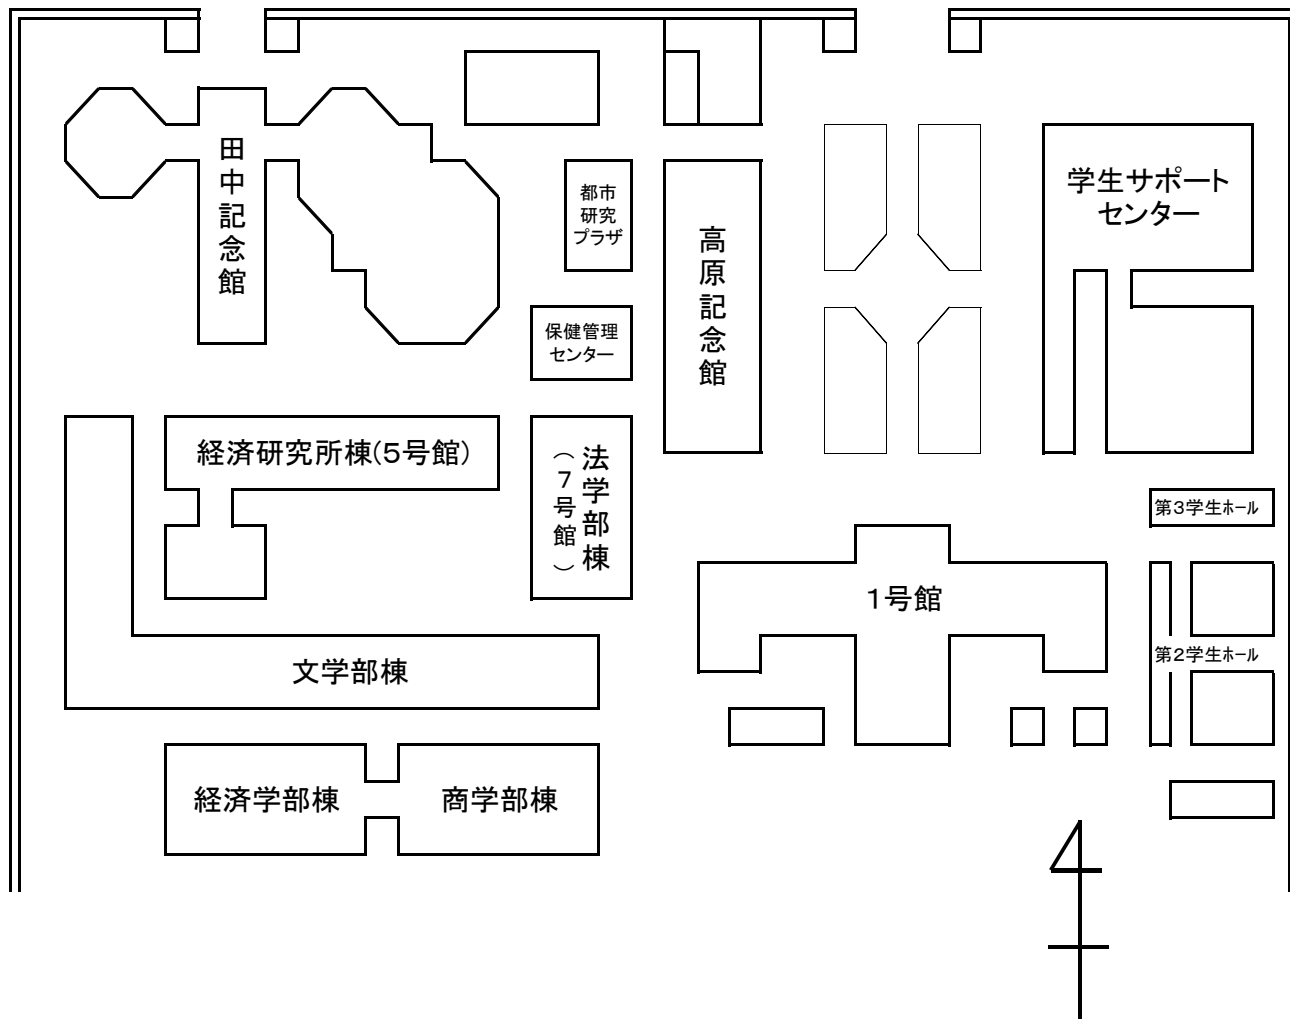 田中記念館
都市
研究
プラザ
学生サポート
センター
高原記念館
保健管理
センター
経済研究所棟(5号館)
法学部棟
（7号館）
第3学生ﾎｰﾙ
1号館
第2学生ﾎｰﾙ
文学部棟
経済学部棟
商学部棟